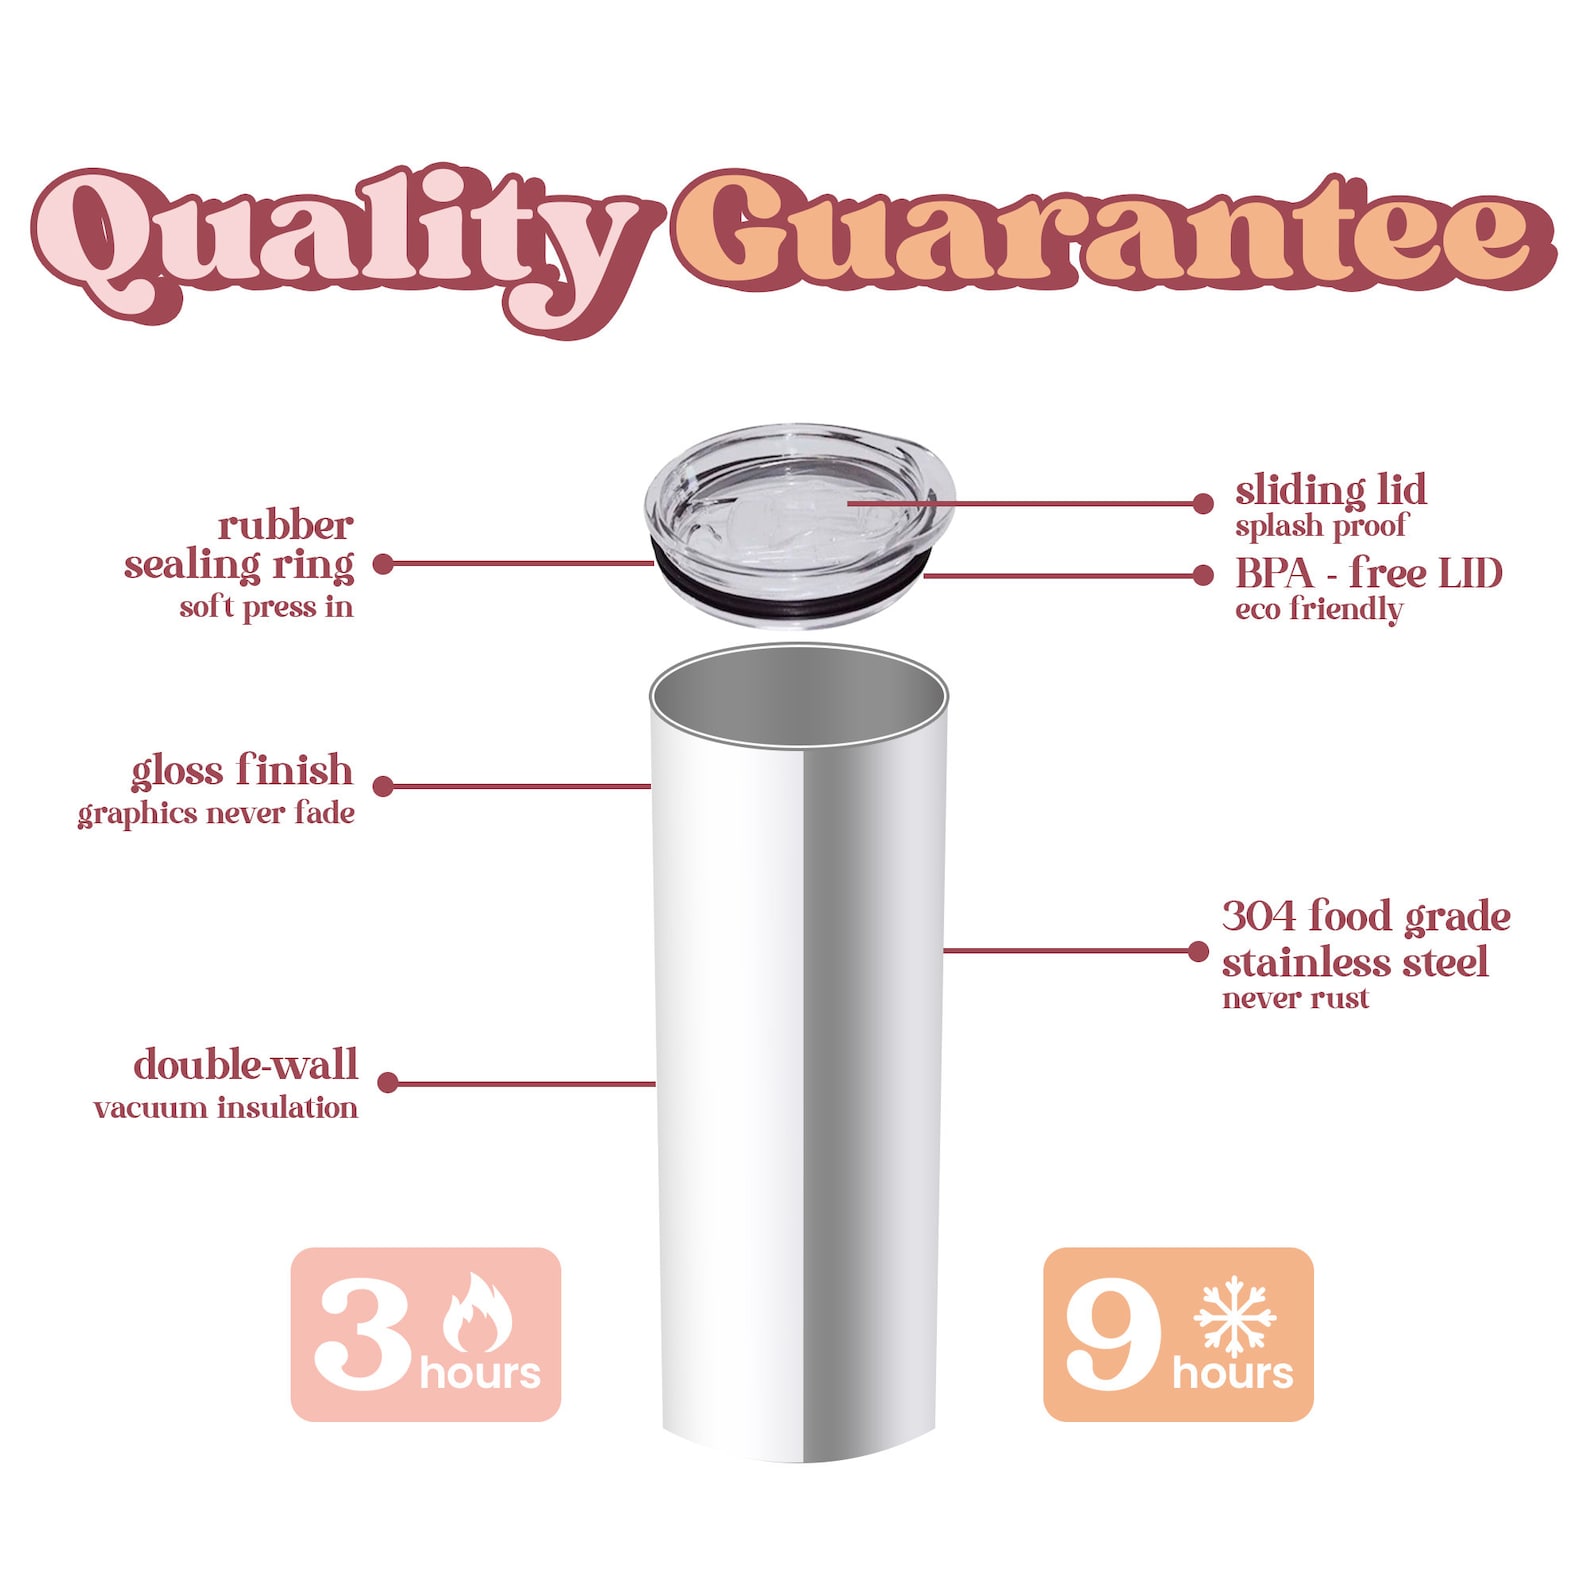 Quality Guarantee
rubber
sealing ring
soft press in
sliding lid
splash proof
BPA - free LID
eco friendly
gloss finish
graphics never fade
304 food grade
stainless steel
never rust
double-wall
vacuum insulation
3 hours
9 hours